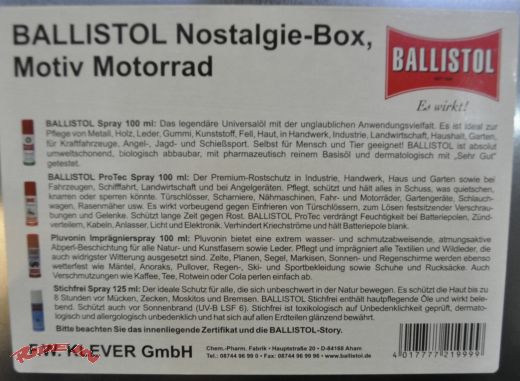 BALLISTOL Nostalgie-Box,
Motiv Motorrad
BALLISTOL
Es wirkt!
BALLISTOL Spray 100 ml: Das legendäre Universalöl mit der unglaublichen Anwendungsvielfalt. Es ist ideal zur
Pflege von Metall, Holz, Leder, Gummi, Kunststoff, Fell, Haut, in Handwerk, Industrie, Landwirtschaft, Haushalt, Garten,
für Kraftfahrzeuge, Angel-, Jagd- und Schießsport. Selbst für Mensch und Tier geeignet! BALLISTOL ist absolut
umweltschonend, biologisch abbaubar, mit pharmazeutisch reinem Basisöl und dermatologisch mit „Sehr Gut"
getestet.
BALLISTOL ProTec Spray 100 ml: Der Premium-Rostschutz in Industrie, Handwerk, Haus und Garten sowie bei
Fahrzeugen, Schifffahrt, Landwirtschaft und bei Angelgeräten. Pflegt, schützt und hält alles in Schuss, was quietschen,
knarren oder sperren könnte. Türschlösser, Scharniere, Nähmaschinen, Fahr- und Motorräder, Gartengeräte, Schlauch-
wagen, Rasenmäher usw. Es wirkt vorbeugend gegen Einfrieren von Türschlössern, zum Lösen festsitzender Verschrau-
bungen und Gelenke. Schützt lange Zeit gegen Rost. BALLISTOL ProTec verdrängt Feuchtigkeit bei Batteriepolen, Zünd-
verteilern, Kabeln, Anlasser, Licht und Elektronik. Verhindert Kriechströme und hält Batteriepole blank.
Pluvonin Imprägnierspray 100 ml: Pluvonin bietet eine extrem wasser- und schmutzabweisende, atmungsaktive
Abperl-Beschichtung für alle Natur- und Kunstfasern sowie Leder. Pflegt und imprägniert alle Textilien und Wildleder, die
auch widrigster Witterung ausgesetzt sind. Zelte, Planen, Segel, Markisen, Sonnen- und Regenschirme werden ebenso
wetterfest wie Mäntel, Anoraks, Pullover, Regen-, Ski- und Sportbekleidung sowie Schuhe und Rucksäcke. Auch
Verschmutzungen wie Kaffee, Tee, Rotwein oder Cola perlen einfach ab.
Stichfrei Spray 125 ml: Der ideale Schutz für alle, die sich unbeschwert in der Natur bewegen. Es schützt die Haut bis zu
8 Stunden vor Mücken, Zecken, Moskitos und Bremsen. BALLISTOL Stichfrei enthält hautpflegende Öle und wirkt bele-
bend. Schützt auch vor Sonnenbrand (UV-B LSF 6). Stichfrei ist toxikologisch auf Unbedenklichkeit geprüft, dermato-
logisch und allergologisch unbedenklich und hat sich auf allen Erdteilen glänzend bewährt.
Bitte beachten Sie das innenliegende Zertifikat und die BALLISTOL-Story.
F.W. KLEVER GmbH
Chem.-Pharm. Fabrik • Hauptstraße 20 • D-84168 Aham
Tel.: 08744 96 99 0 • Fax 08744 96 99 96 • www.ballistol.de
4 017777 219999